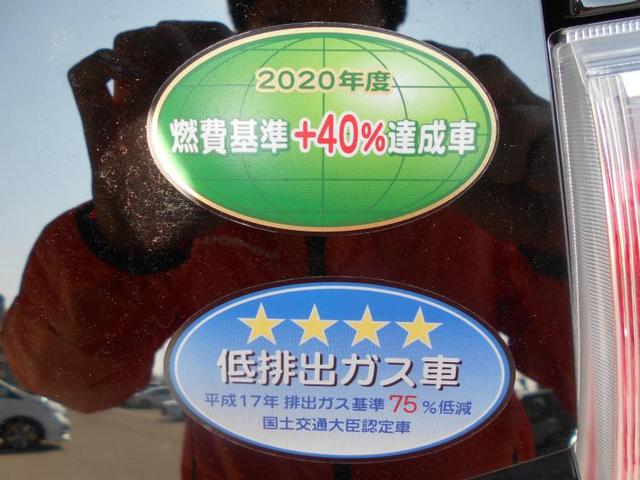 2020年度
燃費基準+40%達成車
低排出ガス車
平成17年 排出ガス基準 75 %低減
国土交通大臣認定車